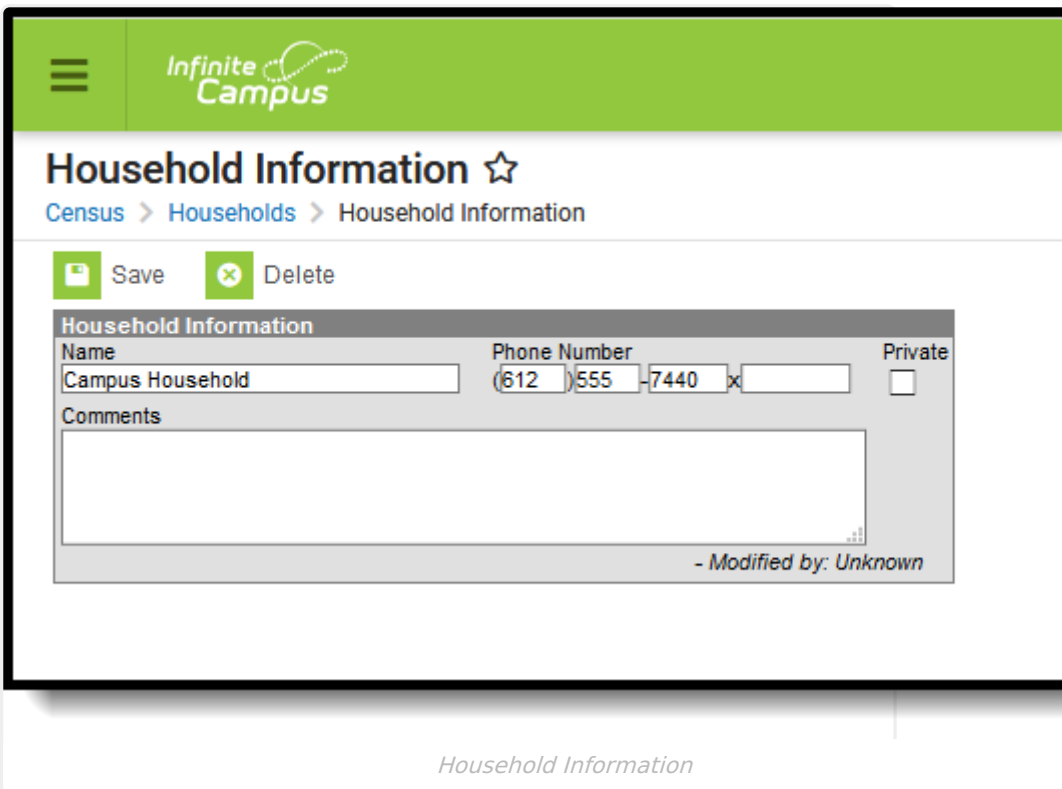 Infinite
Campus
Household Information
Census > Households > Household Information
Save Delete
Household Information
Name Phone Number Private
Campus Household (612 )555 -7440 x
Comments
- Modified by: Unknown
Household Information